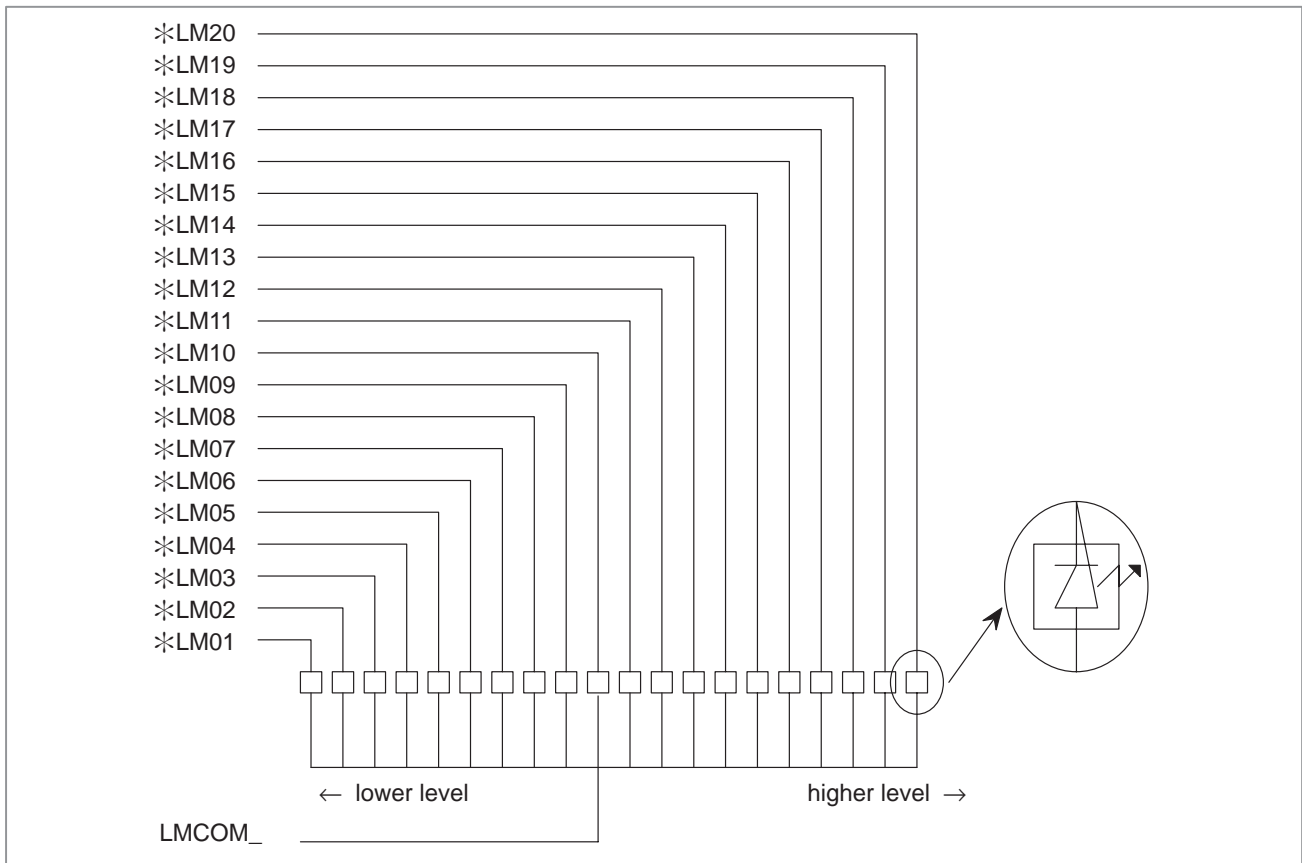 *LM20
*LM19
*LM18
*LM17
*LM16
*LM15
*LM14
*LM13
*LM12
*LM11
*LM10
*LM09
*LM08
*LM07
*LM06
*LM05
*LM04
*LM03
*LM02
*LM01
← lower level higher level →
LMCOM_